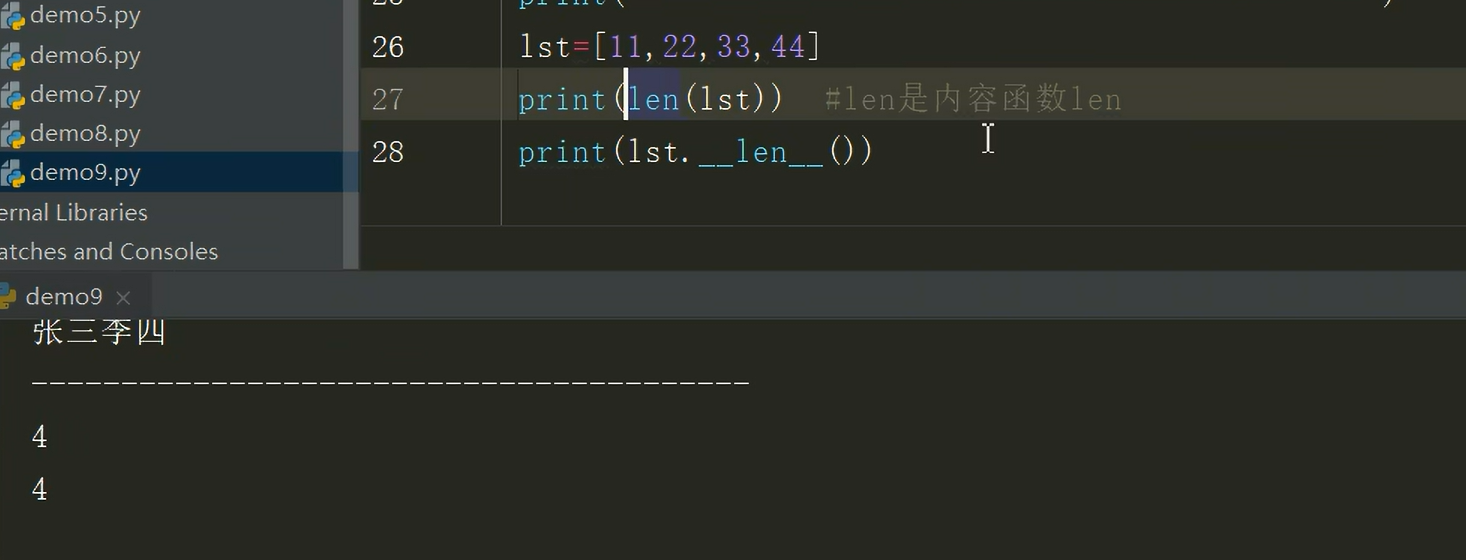 demo5.py
demo6.py
demo7.py
demo8.py
demo9.py
ernal Libraries
atches and Consoles
26 lst=[11,22,33,44]
27 print(len(lst)) #len是内容函数len
28 print(lst.__len__())
demo9
张三李四
----------------------------------------
4
4